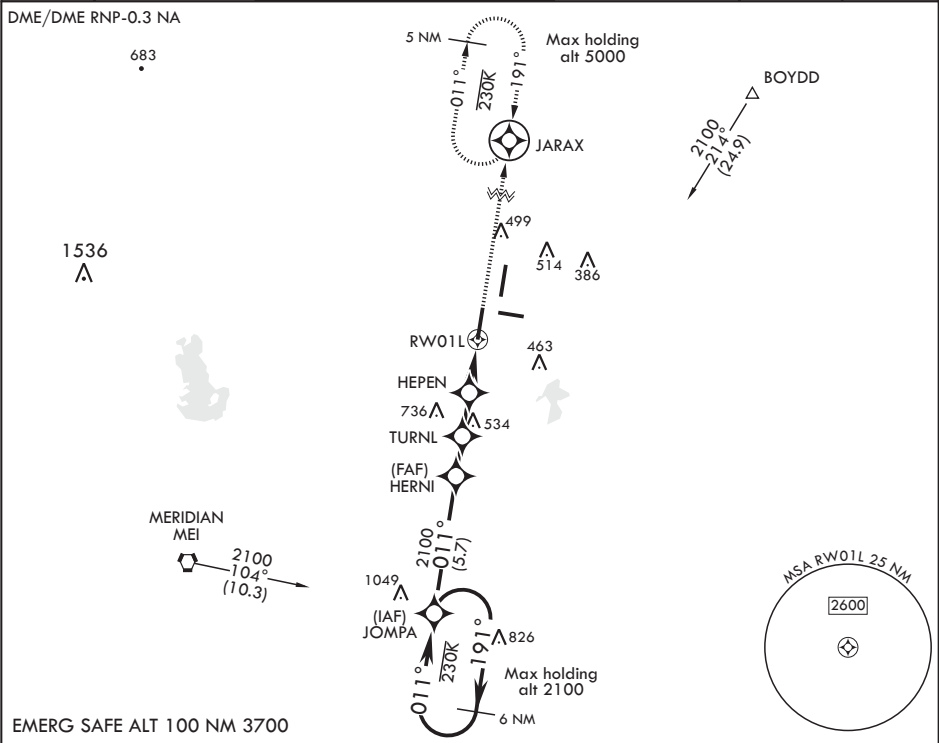 DME/DME RNP-0.3 NA
683
5 NM
011°
230K
191°
Max holding
alt 5000
BOYDD
2100
214°
(24.9)
JARAX
499
514
386
1536
RW01L
463
HEPEN
736
534
TURNL
(FAF)
HERNI
MERIDIAN
MEI
2100
104°
(10.3)
2100
011°
(5.7)
1049
(IAF)
JOMPA
011°
230K
191°
826
Max holding
alt 2100
6 NM
MSA RW01L 25 NM
2600
EMERG SAFE ALT 100 NM 3700